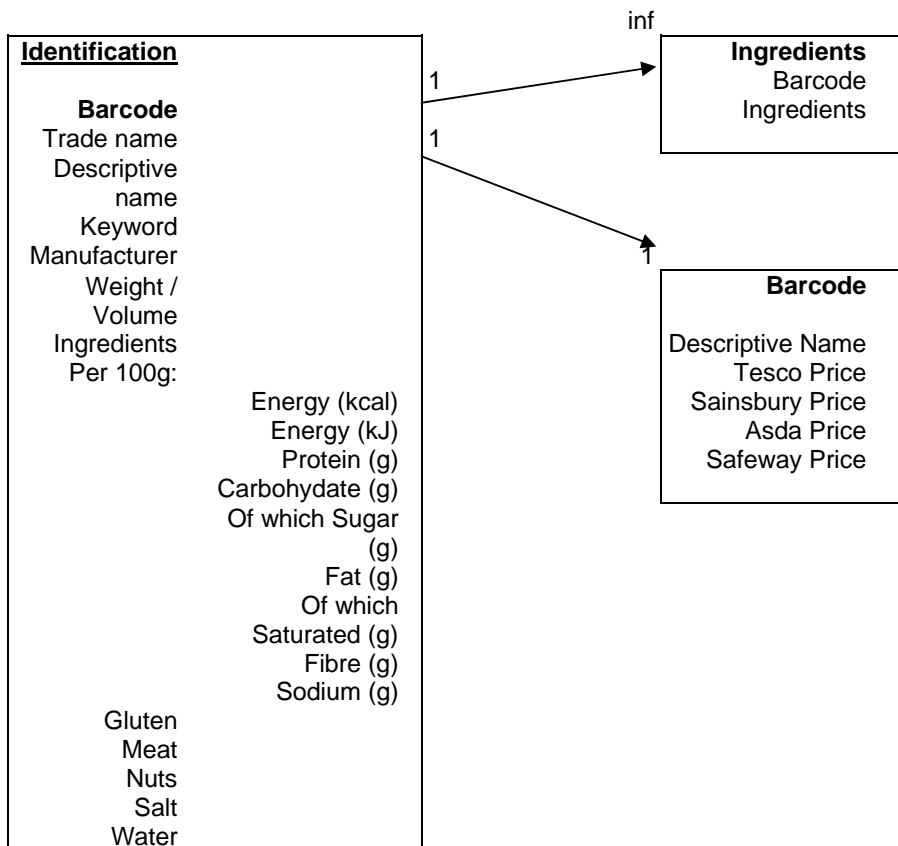 Identification
Barcode
Trade name
Descriptive
name
Keyword
Manufacturer
Weight /
Volume
Ingredients
Per 100g:
Energy (kcal)
Energy (kJ)
Protein (g)
Carbohydate (g)
Of which Sugar
(g)
Fat (g)
Of which
Saturated (g)
Fibre (g)
Sodium (g)
Gluten
Meat
Nuts
Salt
Water
1
1
inf
Ingredients
Barcode
Ingredients
1
Barcode
Descriptive Name
Tesco Price
Sainsbury Price
Asda Price
Safeway Price